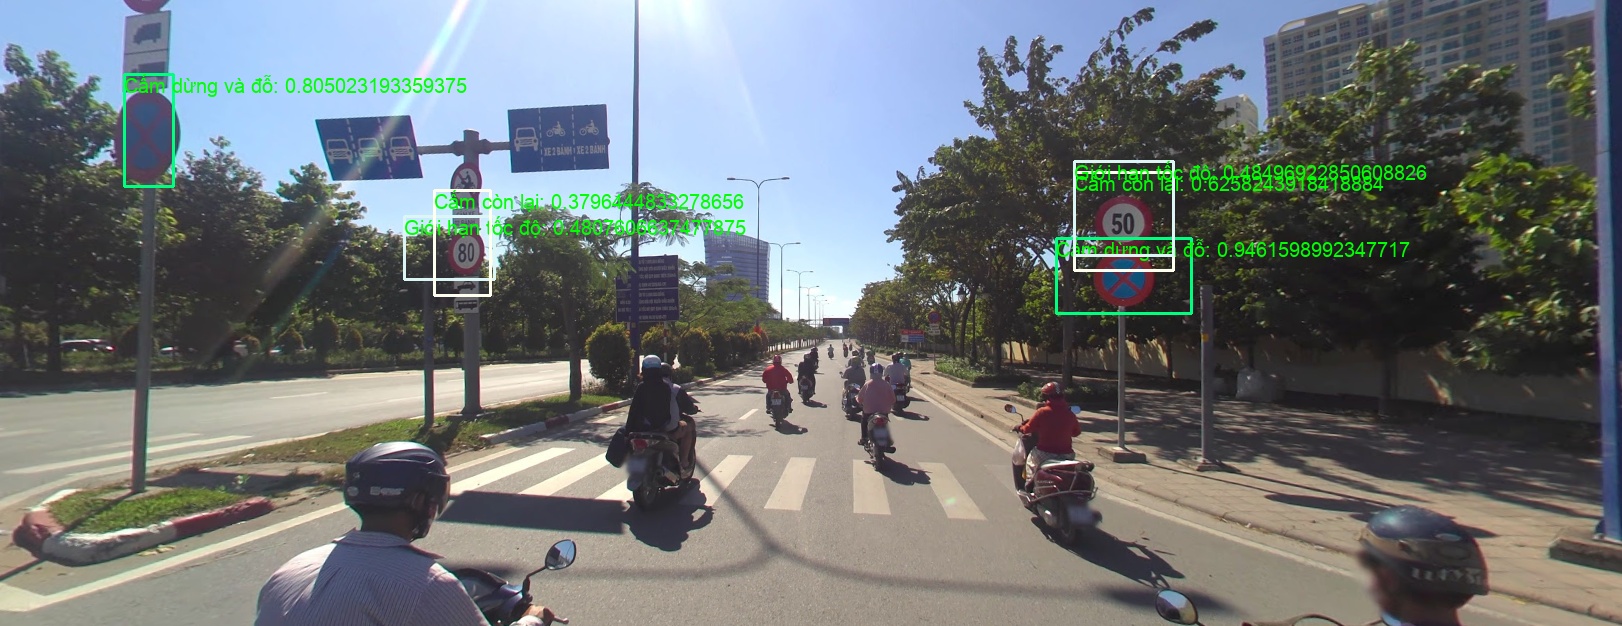 Cấm dừng và đỗ: 0.805023193359375
XE 2 BÁNH XE 2 BÁNH
Cấm còn lại: 0.3796444833278656
Giới hạn tốc độ: 0.4807606637477875
80
Giới hạn tốc độ: 0.48496922850608826
Cấm còn lại: 0.6258243918418884
50
Cấm dừng và đỗ: 0.9461598992347717